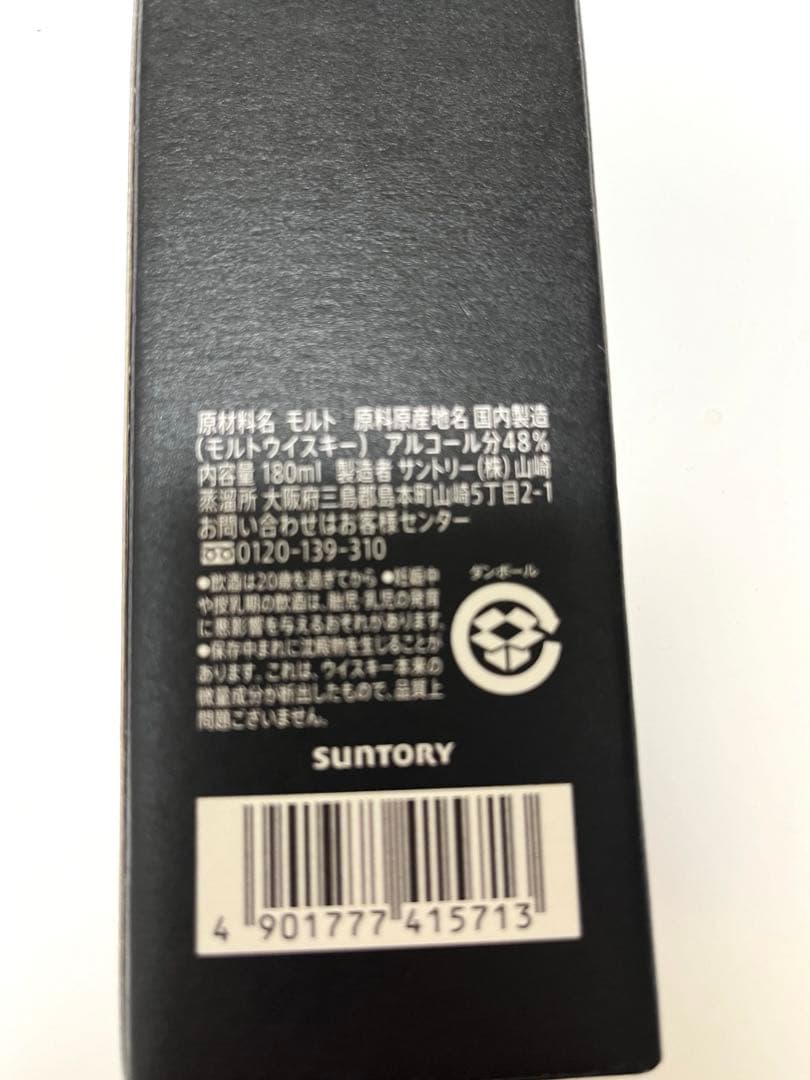 原材料名 モルト 原料原産地名 国内製造
(モルトウイスキー) アルコール分48%
内容量 180ml 製造者 サントリー(株)山崎
蒸溜所 大阪府三島郡島本町山崎5丁目2-1
お問い合わせはお客様センター
0120-139-310
●飲酒は20歳を過ぎてから ●妊娠中
や授乳期の飲酒は、胎児・乳児の発育
に悪影響を与えるおそれがあります。
●保存中まれに沈殿物を生じることが
あります。これは、ウイスキー本来の
微量成分が析出したもので、品質上
問題ございません。
ダンボール
SUNTORY
4 901777 415713